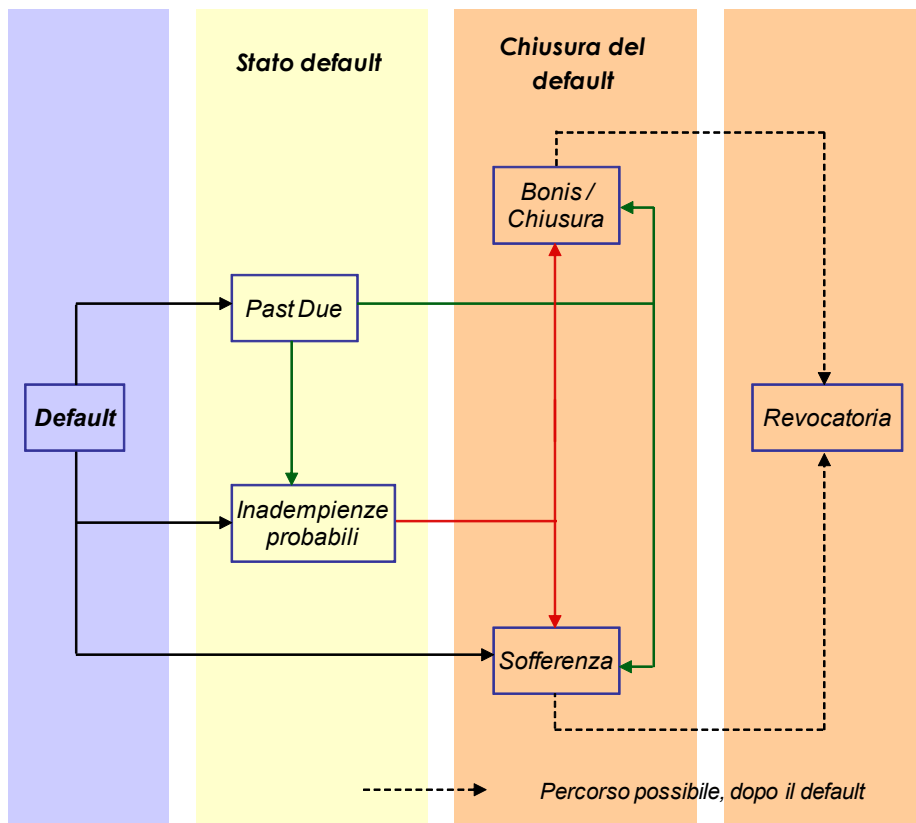 Stato default
Chiusura del
default
Bonis /
Chiusura
Past Due
Default
Revocatoria
Inadempienze
probabili
Sofferenza
Percorso possibile, dopo il default